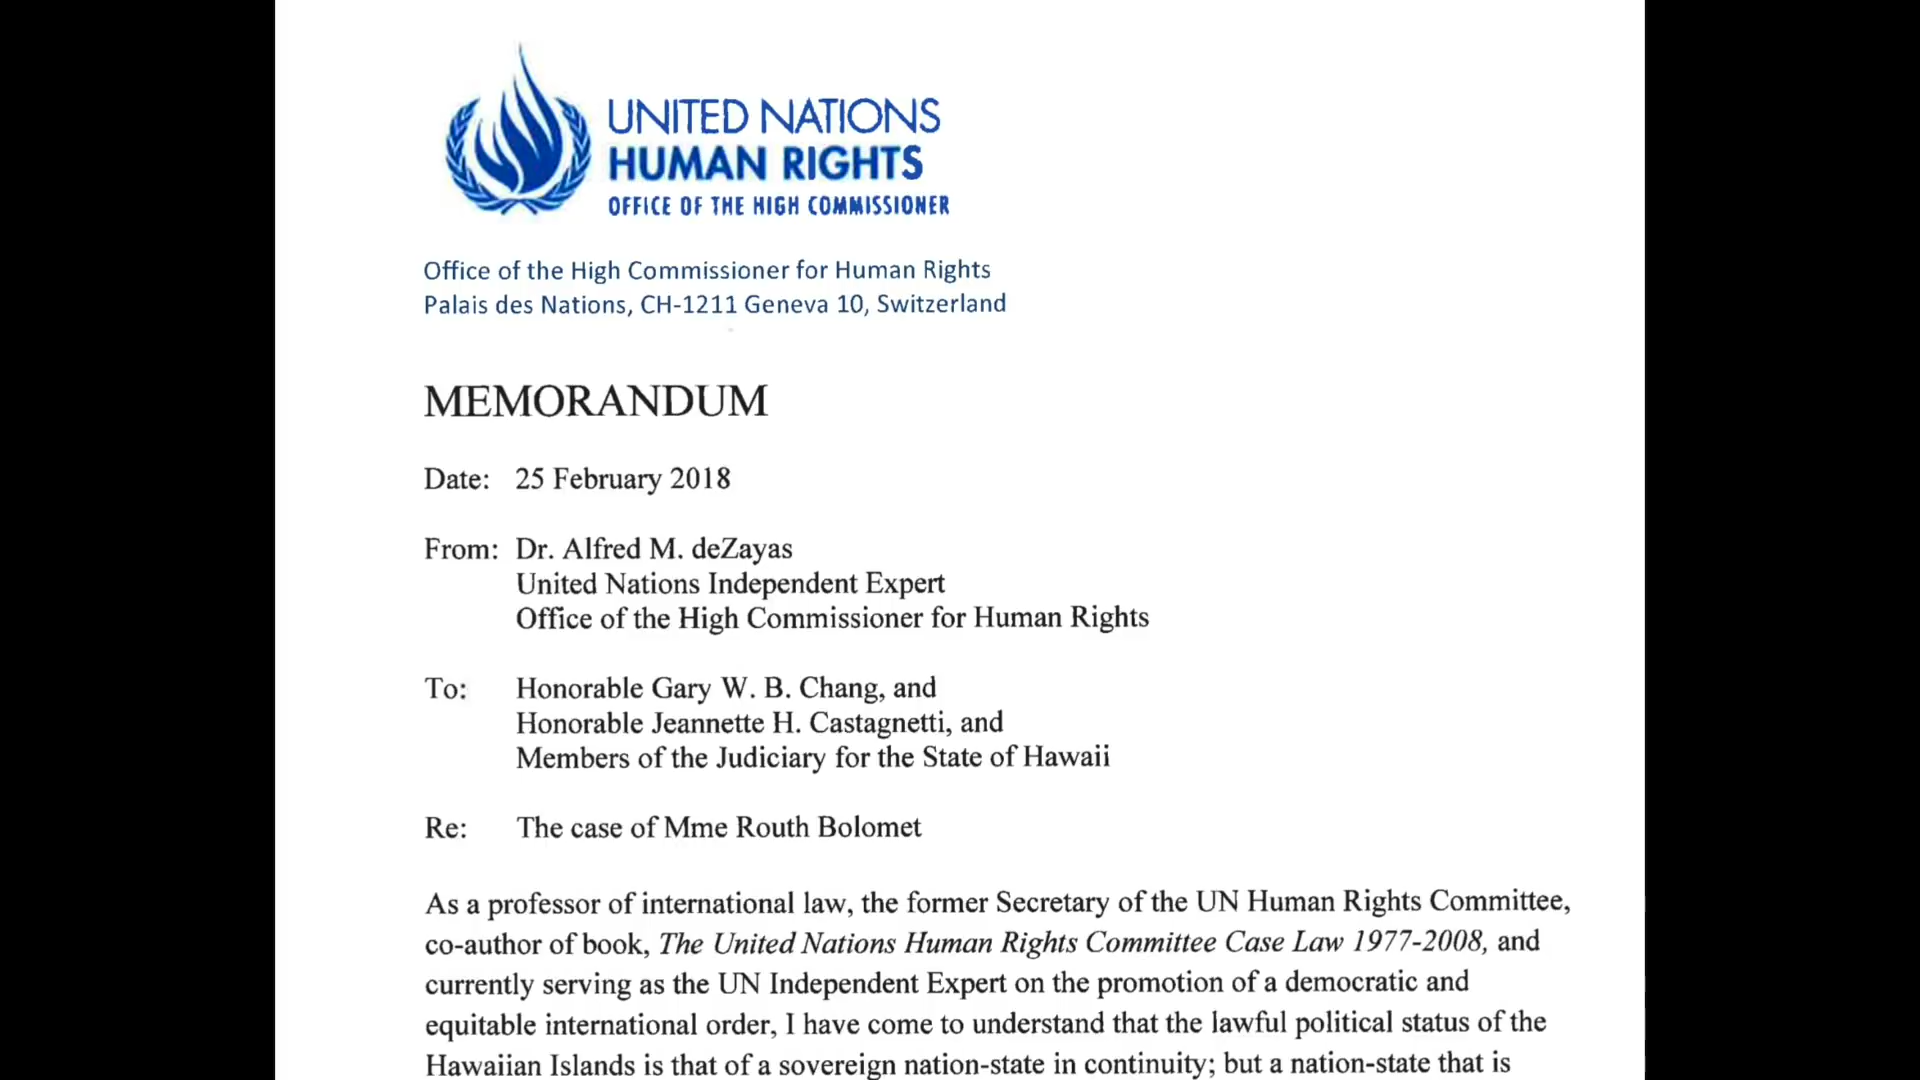 UNITED NATIONS
HUMAN RIGHTS
OFFICE OF THE HIGH COMMISSIONER
Office of the High Commissioner for Human Rights
Palais des Nations, CH-1211 Geneva 10, Switzerland
MEMORANDUM
Date: 25 February 2018
From: Dr. Alfred M. deZayas
United Nations Independent Expert
Office of the High Commissioner for Human Rights
To: Honorable Gary W. B. Chang, and
Honorable Jeannette H. Castagnetti, and
Members of the Judiciary for the State of Hawaii
Re: The case of Mme Routh Bolomet
As a professor of international law, the former Secretary of the UN Human Rights Committee,
co-author of book, The United Nations Human Rights Committee Case Law 1977-2008, and
currently serving as the UN Independent Expert on the promotion of a democratic and
equitable international order, I have come to understand that the lawful political status of the
Hawaiian Islands is that of a sovereign nation-state in continuity; but a nation-state that is